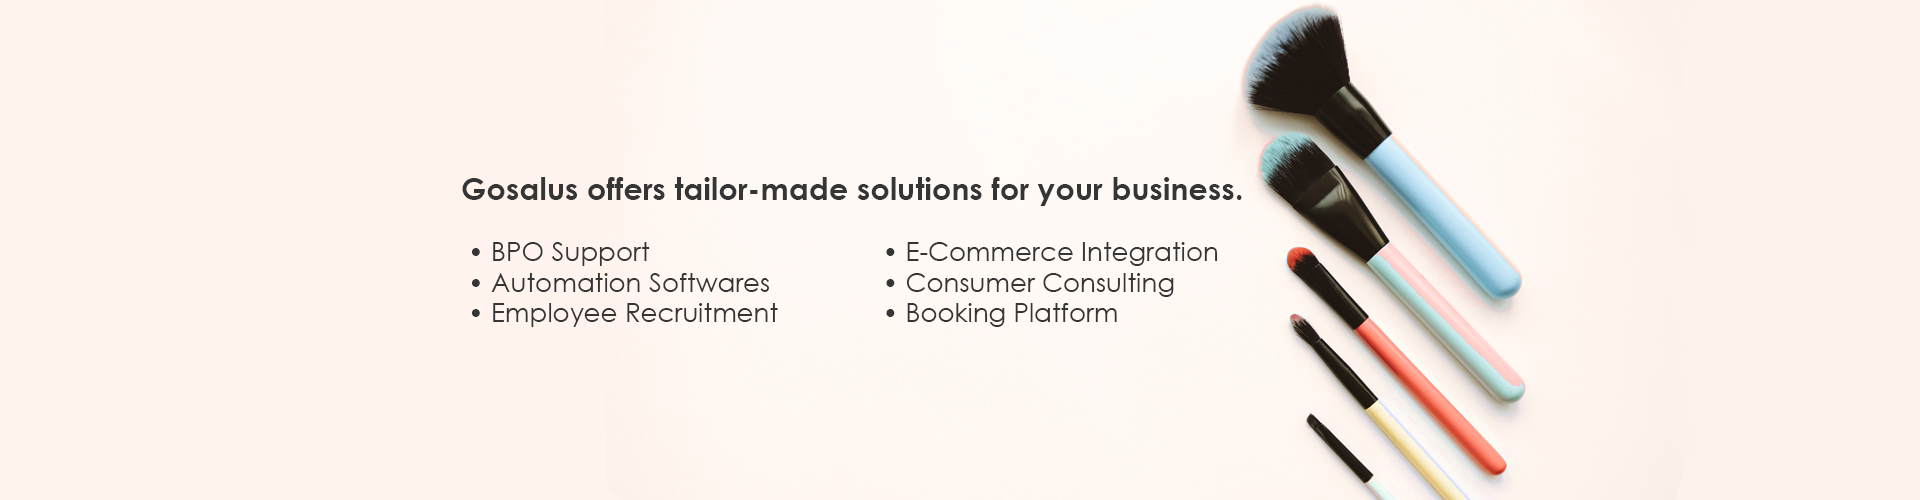 Gosalus offers tailor-made solutions for your business.
• BPO Support
• Automation Softwares
• Employee Recruitment
• E-Commerce Integration
• Consumer Consulting
• Booking Platform